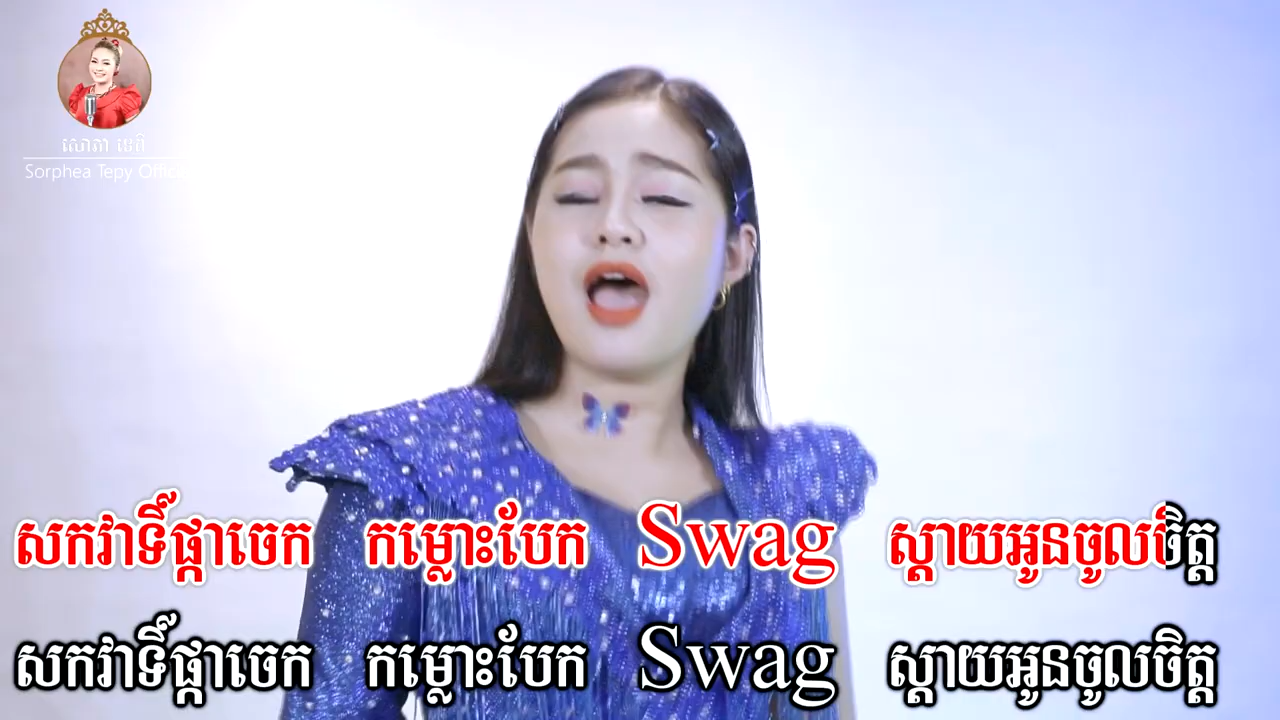 សោភា ទេពី
Sorphea Tepy Offic
សកវាទិ៍ផ្កាចេក កម្លោះបែក Swag ស្ដាយអូនចូលចិត្ត
សកវាទិ៍ផ្កាចេក កម្លោះបែក Swag ស្ដាយអូនចូលចិត្ត